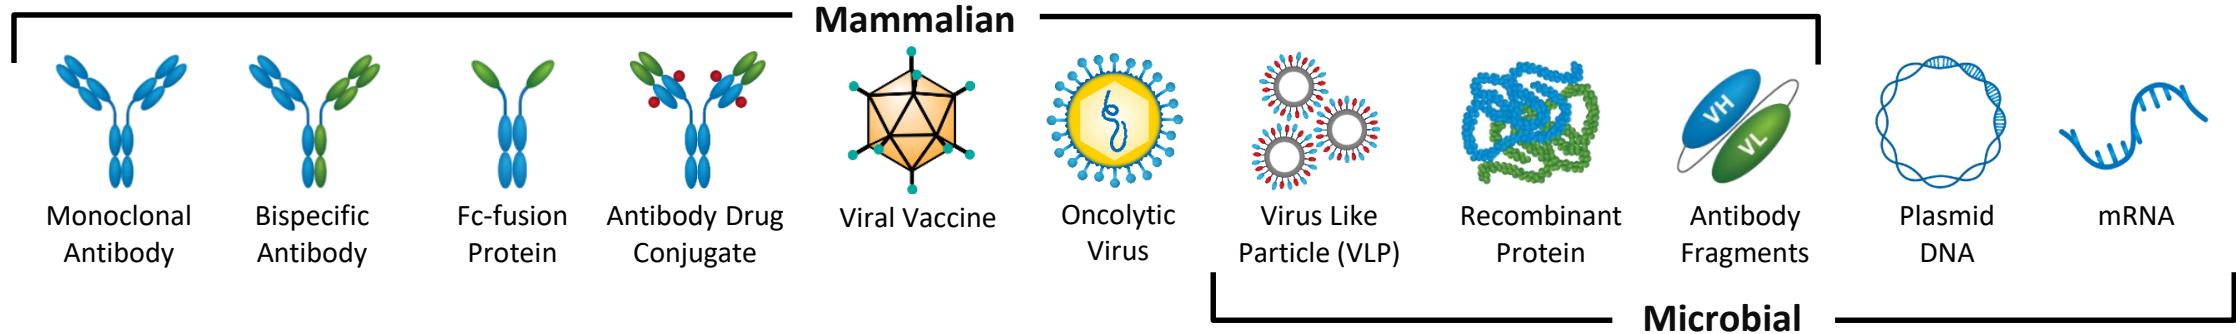 Mammalian
Monoclonal
Antibody
Bispecific
Antibody
Fc-fusion
Protein
Antibody Drug
Conjugate
Viral Vaccine
Oncolytic
Virus
Virus Like
Particle (VLP)
Recombinant
Protein
VH
VL
Antibody
Fragments
Plasmid
DNA
mRNA
Microbial